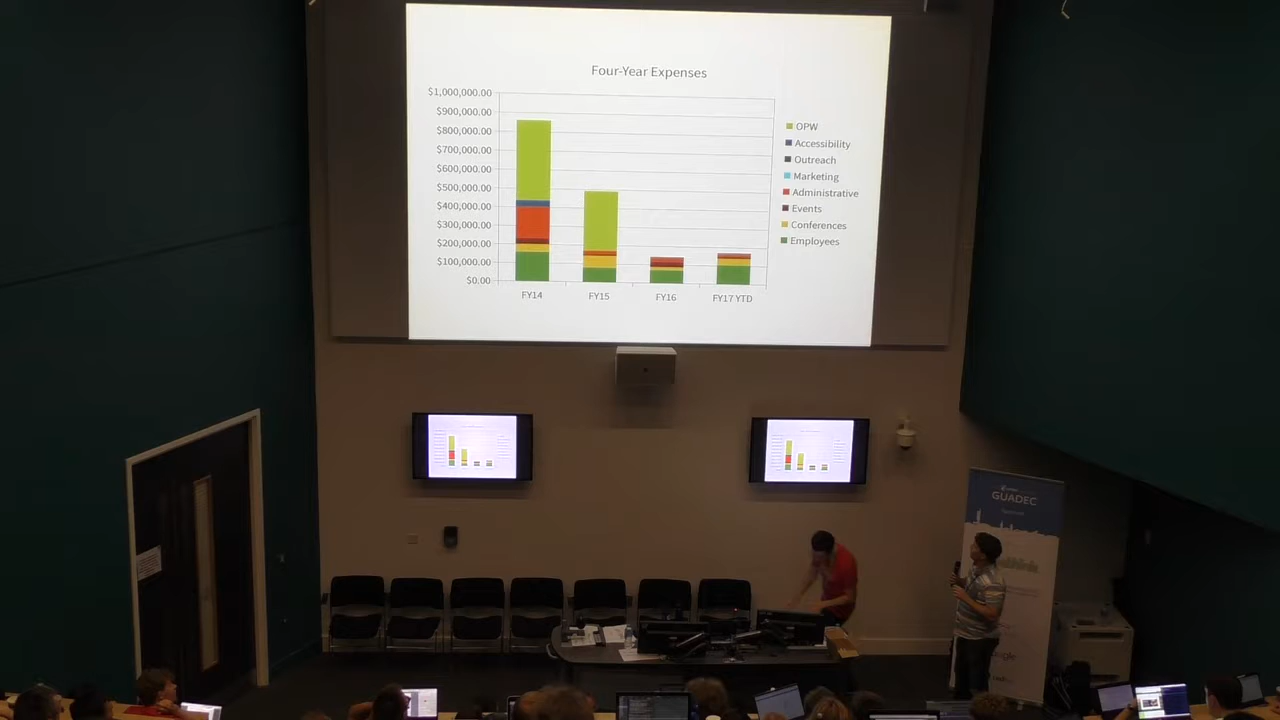 Four-Year Expenses
$1,000,000.00
$900,000.00
$800,000.00
$700,000.00
$600,000.00
$500,000.00
$400,000.00
$300,000.00
$200,000.00
$100,000.00
$0.00
FY14
FY15
FY16
FY17 YTD
OPW
Accessibility
Outreach
Marketing
Administrative
Events
Conferences
Employees
GUADEC